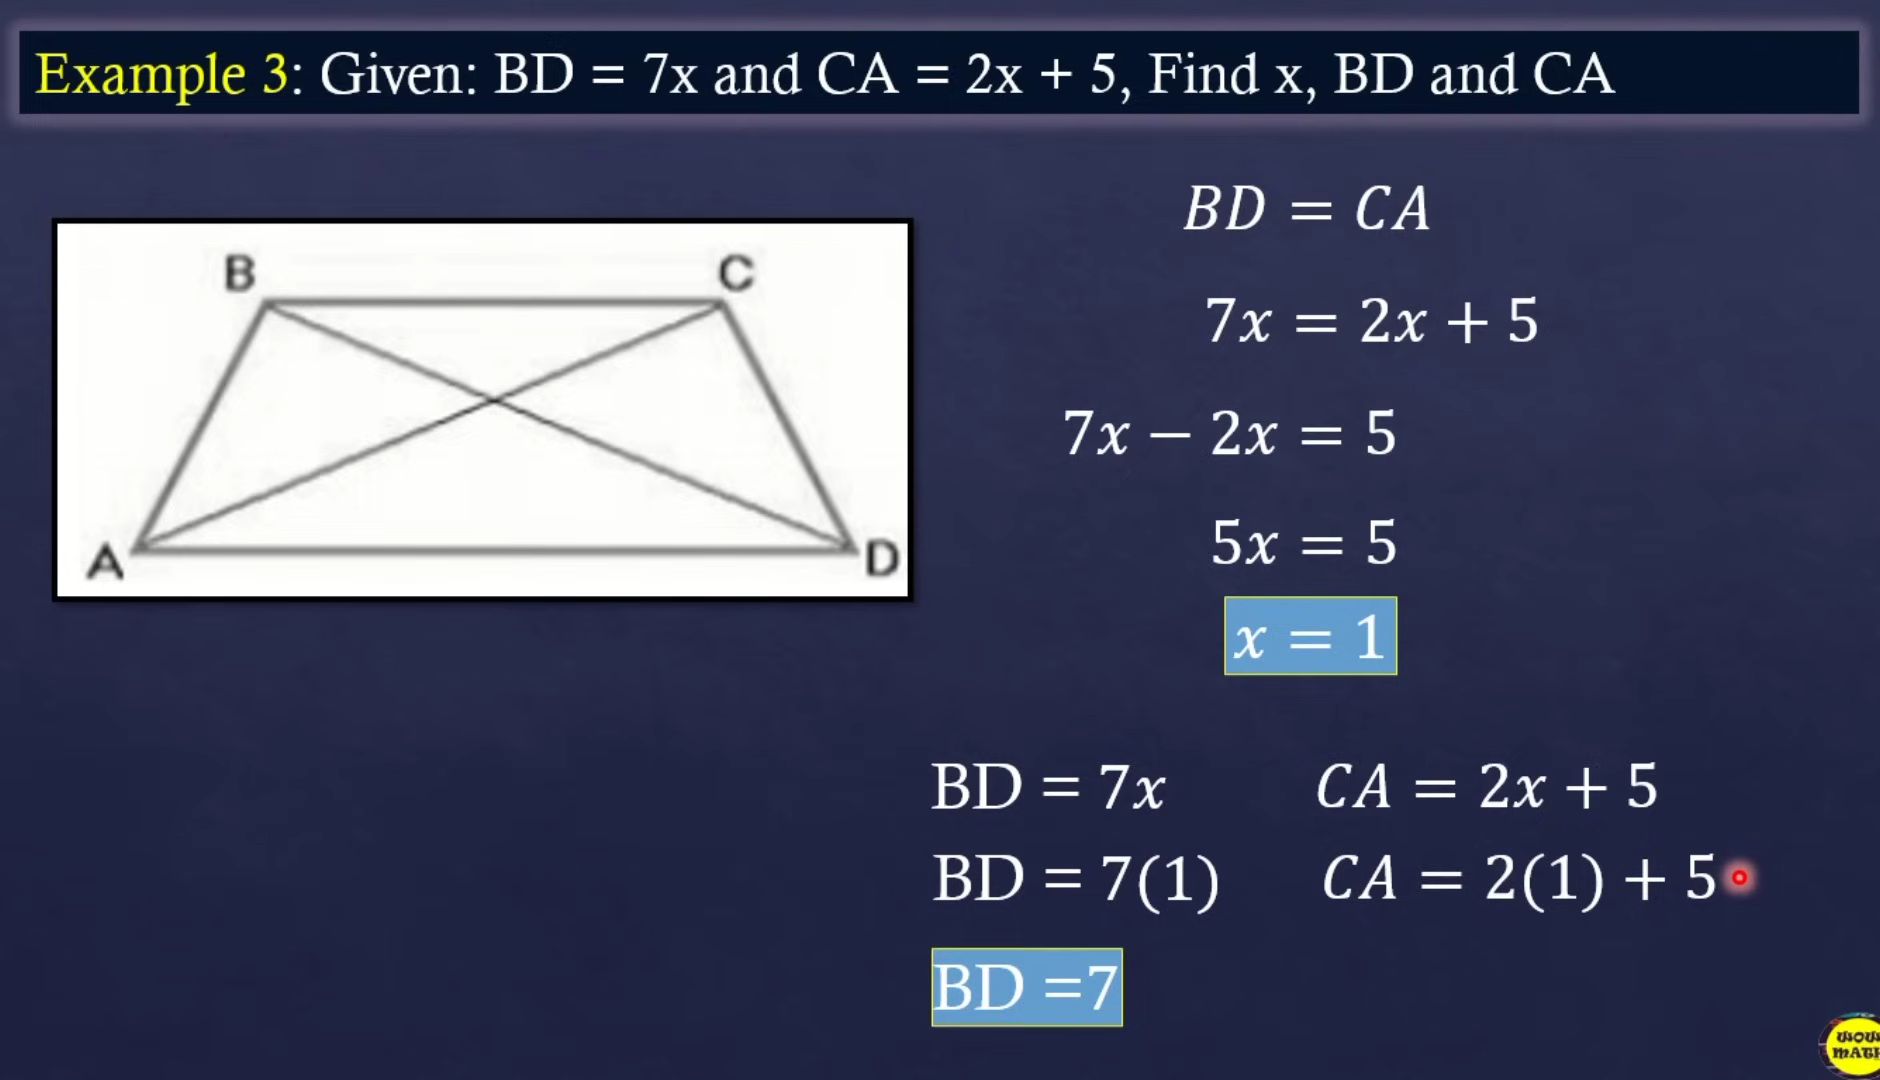 Example 3: Given: BD = 7x and CA = 2x + 5, Find x, BD and CA
B C
A D
BD = CA
7x = 2x + 5
7x − 2x = 5
5x = 5
x = 1
BD = 7x CA = 2x + 5
BD = 7(1) CA = 2(1) + 5
BD =7
WOW
MATH